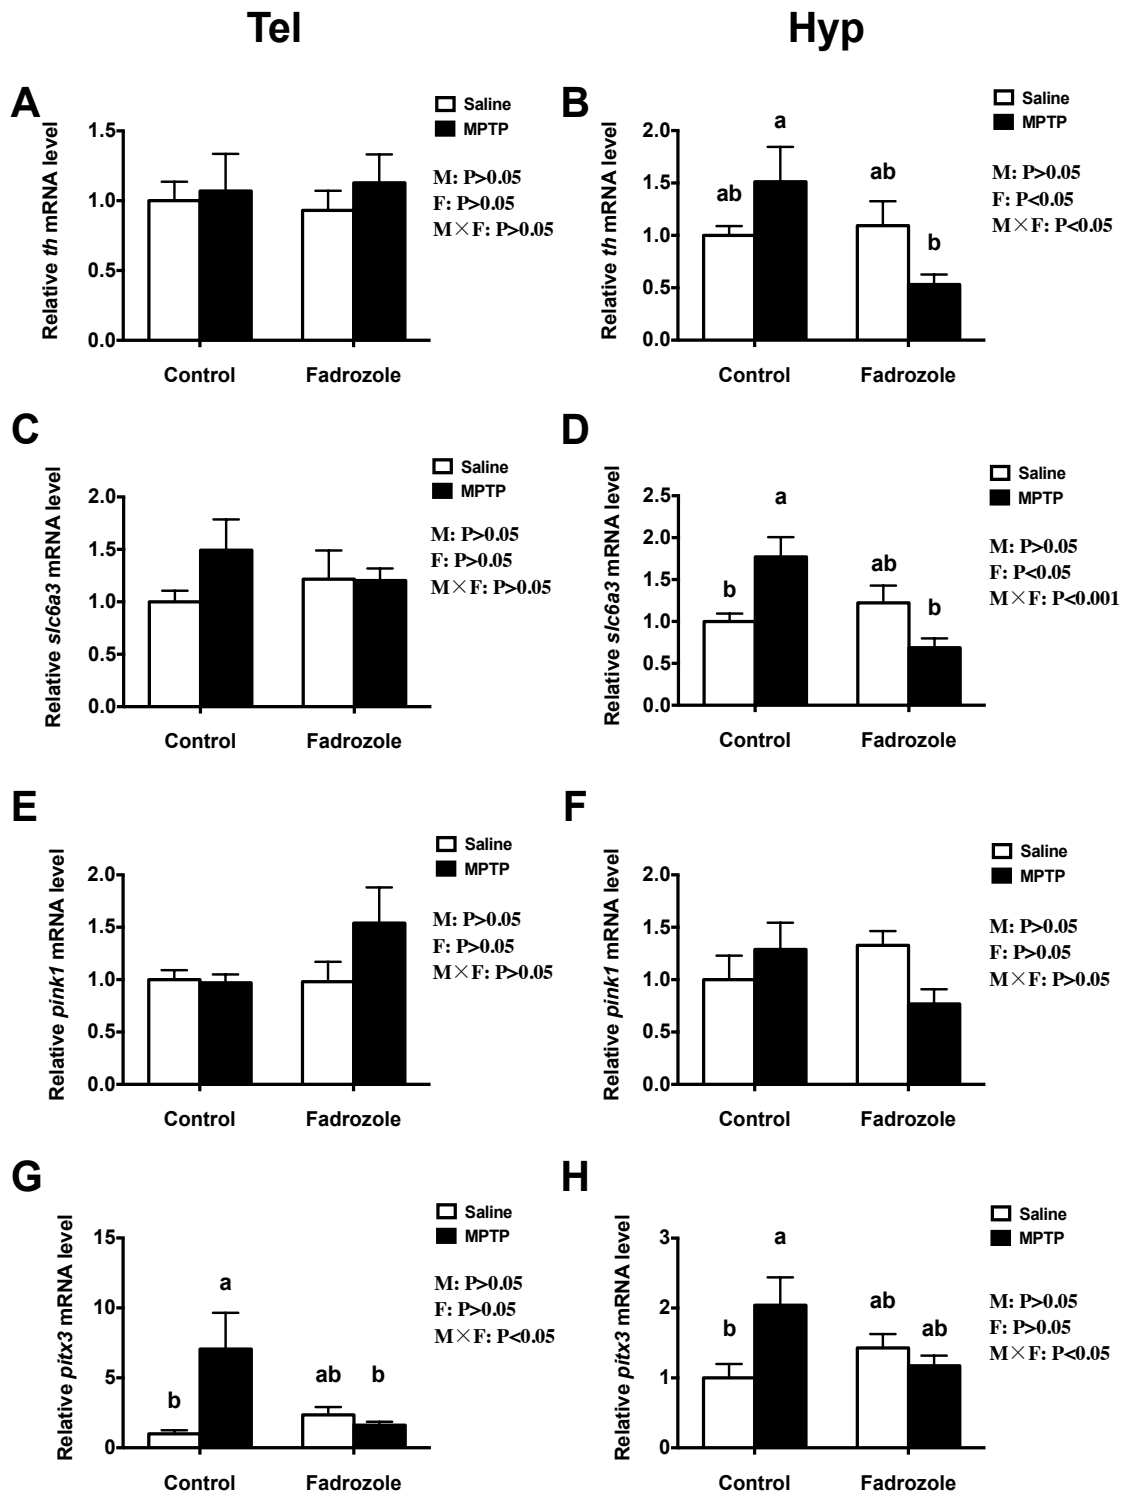 Tel
Hyp
A
Relative th mRNA level
1.5
1.0
0.5
0.0
Control
Fadrozole
Saline
MPTP
M: P>0.05
F: P>0.05
M×F: P>0.05
B
Relative th mRNA level
2.0
1.5
1.0
0.5
0.0
ab
a
ab
b
Control
Fadrozole
Saline
MPTP
M: P>0.05
F: P<0.05
M×F: P<0.05
C
Relative slc6a3 mRNA level
2.0
1.5
1.0
0.5
0.0
Control
Fadrozole
Saline
MPTP
M: P>0.05
F: P>0.05
M×F: P>0.05
D
Relative slc6a3 mRNA level
2.5
2.0
1.5
1.0
0.5
0.0
b
a
ab
b
Control
Fadrozole
Saline
MPTP
M: P>0.05
F: P<0.05
M×F: P<0.001
E
Relative pink1 mRNA level
2.0
1.5
1.0
0.5
0.0
Control
Fadrozole
Saline
MPTP
M: P>0.05
F: P>0.05
M×F: P>0.05
F
Relative pink1 mRNA level
2.0
1.5
1.0
0.5
0.0
Control
Fadrozole
Saline
MPTP
M: P>0.05
F: P>0.05
M×F: P>0.05
G
Relative pitx3 mRNA level
15
10
5
0
b
a
ab
b
Control
Fadrozole
Saline
MPTP
M: P>0.05
F: P>0.05
M×F: P<0.05
H
Relative pitx3 mRNA level
3
2
1
0
b
a
ab
ab
Control
Fadrozole
Saline
MPTP
M: P>0.05
F: P>0.05
M×F: P<0.05